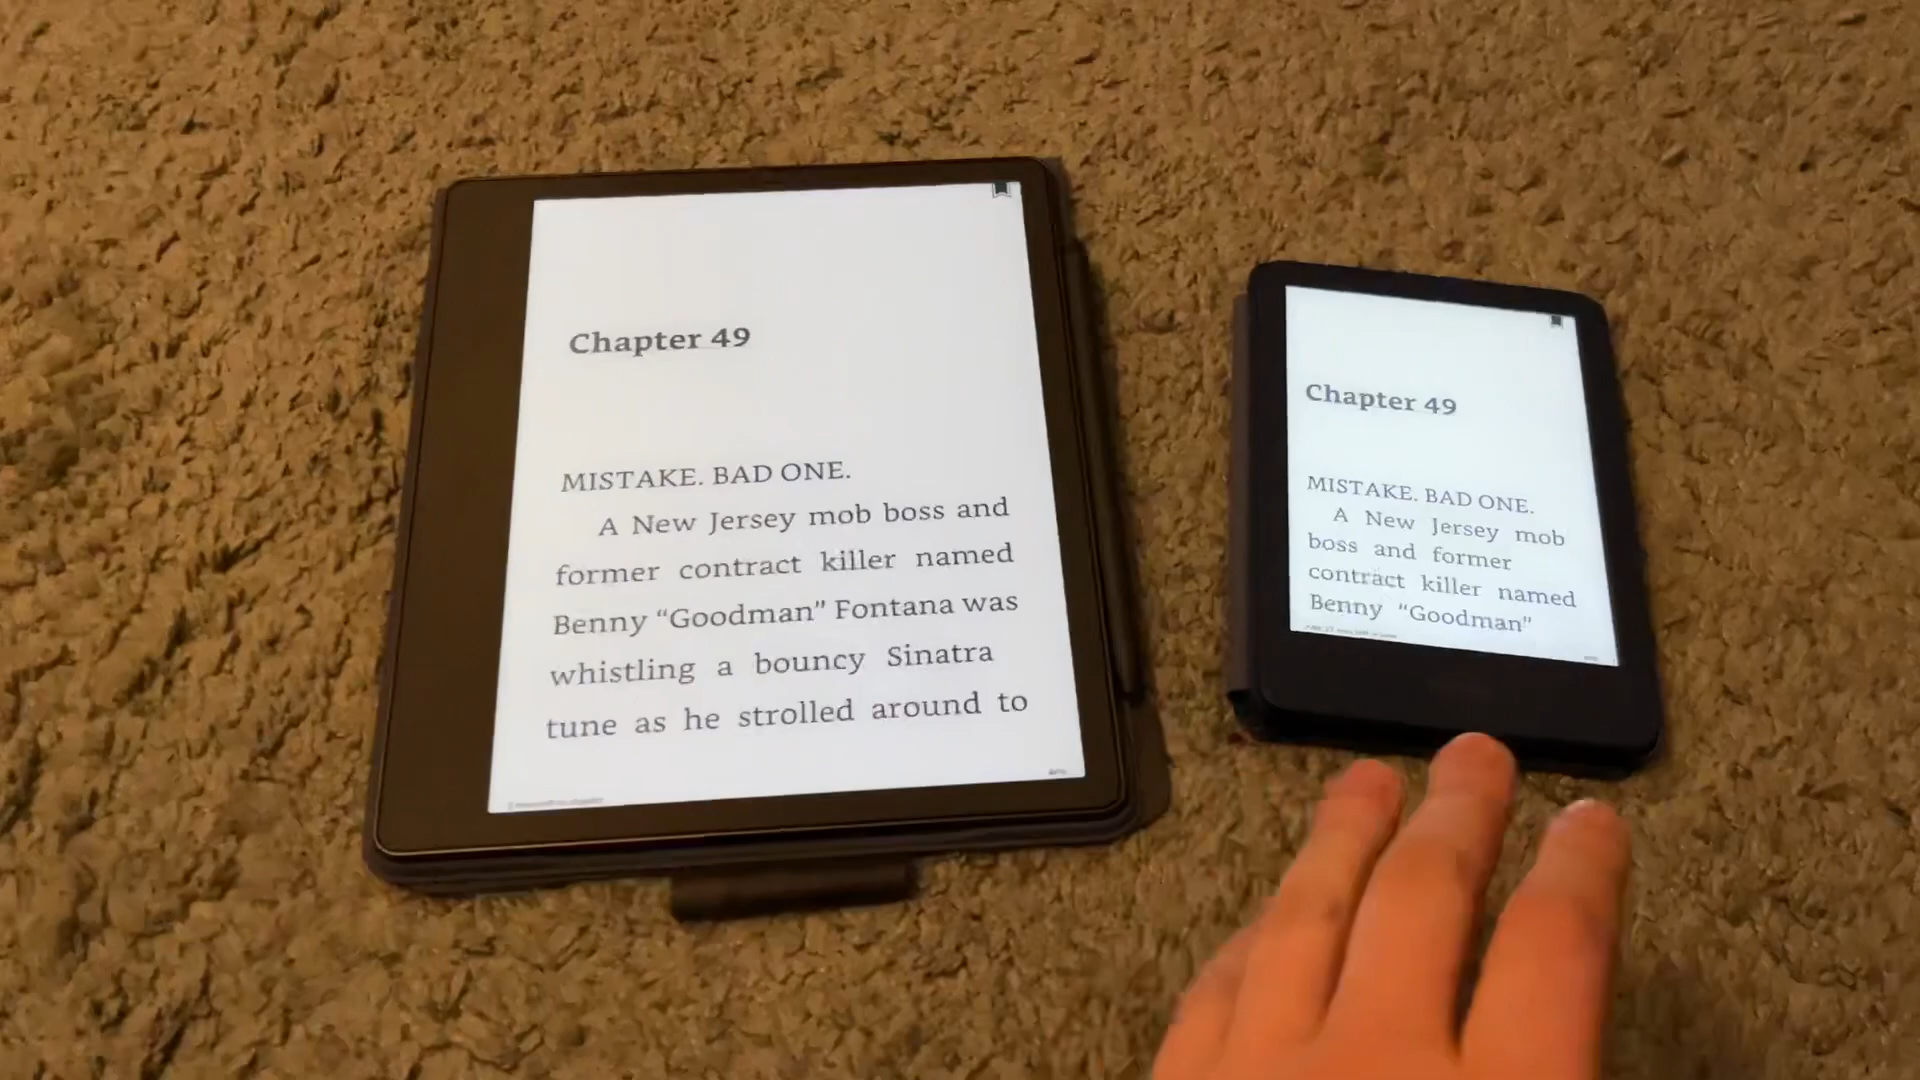 Chapter 49
MISTAKE. BAD ONE.
A New Jersey mob boss and
former contract killer named
Benny “Goodman” Fontana was
whistling a bouncy Sinatra
tune as he strolled around to
Chapter 49
MISTAKE. BAD ONE.
A New Jersey mob
boss and former
contract killer named
Benny “Goodman”